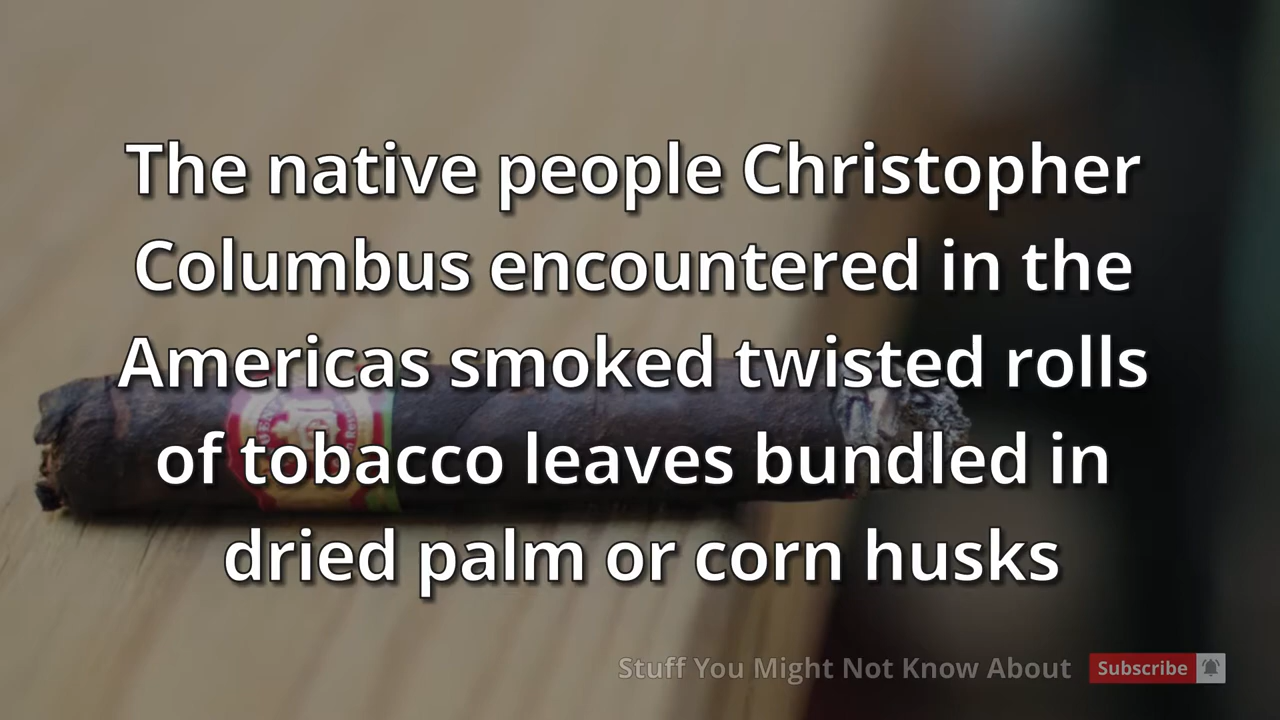 The native people Christopher
Columbus encountered in the
Americas smoked twisted rolls
of tobacco leaves bundled in
dried palm or corn husks
Stuff You Might Not Know About
Subscribe